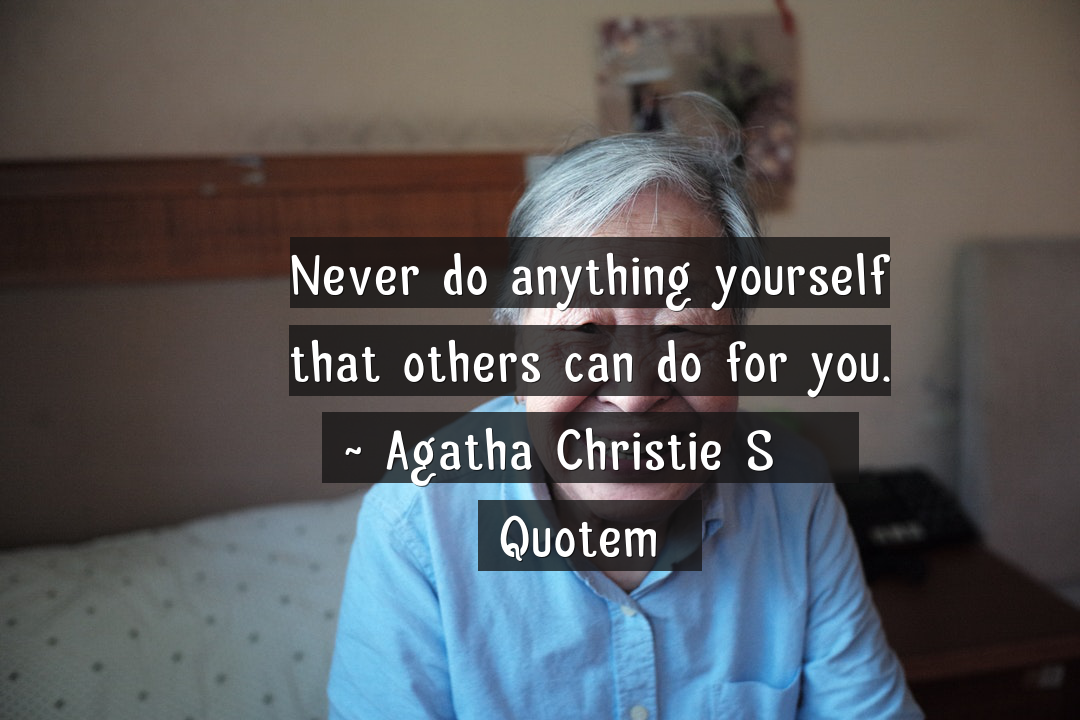 Never do anything yourself
that others can do for you.
~ Agatha Christie S
Quotem